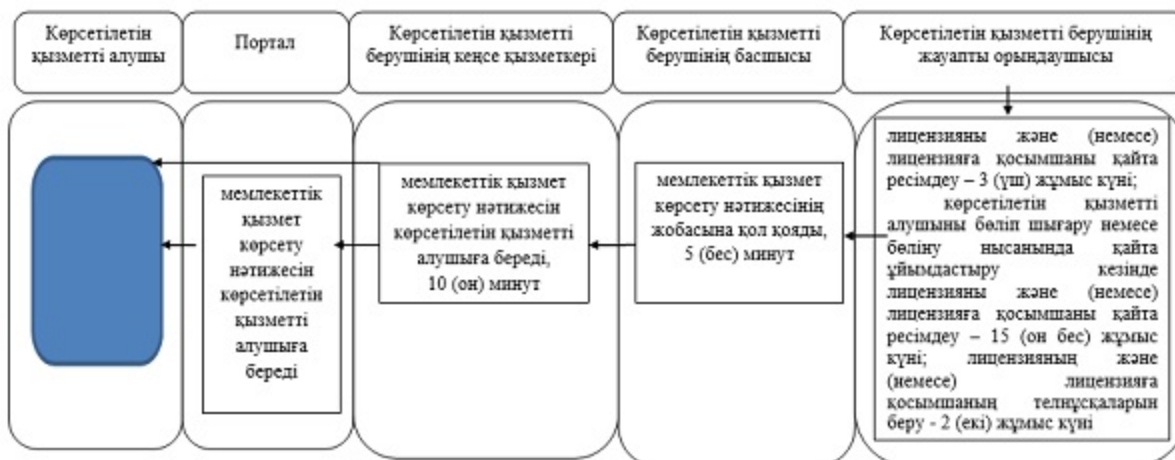 Көрсетілетін
қызметті алушы
Портал
Көрсетілетін қызметті
берушінің кеңсе қызметкері
Көрсетілетін қызметті
берушінің басшысы
Көрсетілетін қызметті берушінің
жауапты орындаушысы
мемлекеттік
қызмет
көрсету
нәтижесін
көрсетілетін
қызметті
алушыға
береді
мемлекеттік қызмет
көрсету нәтижесін
көрсетілетін қызметті
алушыға береді,
10 (он) минут
мемлекеттік қызмет
көрсету нәтижесінің
жобасына қол қояды,
5 (бес) минут
лицензияны және (немесе)
лицензияға қосымшаны қайта
ресімдеу – 3 (үш) жұмыс күні;
көрсетілетін қызметті
алушыны бөліп шығару немесе
бөліну нысанында қайта
ұйымдастыру кезінде
лицензияны және (немесе)
лицензияға қосымшаны қайта
ресімдеу – 15 (он бес) жұмыс
күні; лицензияның және
(немесе) лицензияға
қосымшаның телнұсқаларын
беру - 2 (екі) жұмыс күні